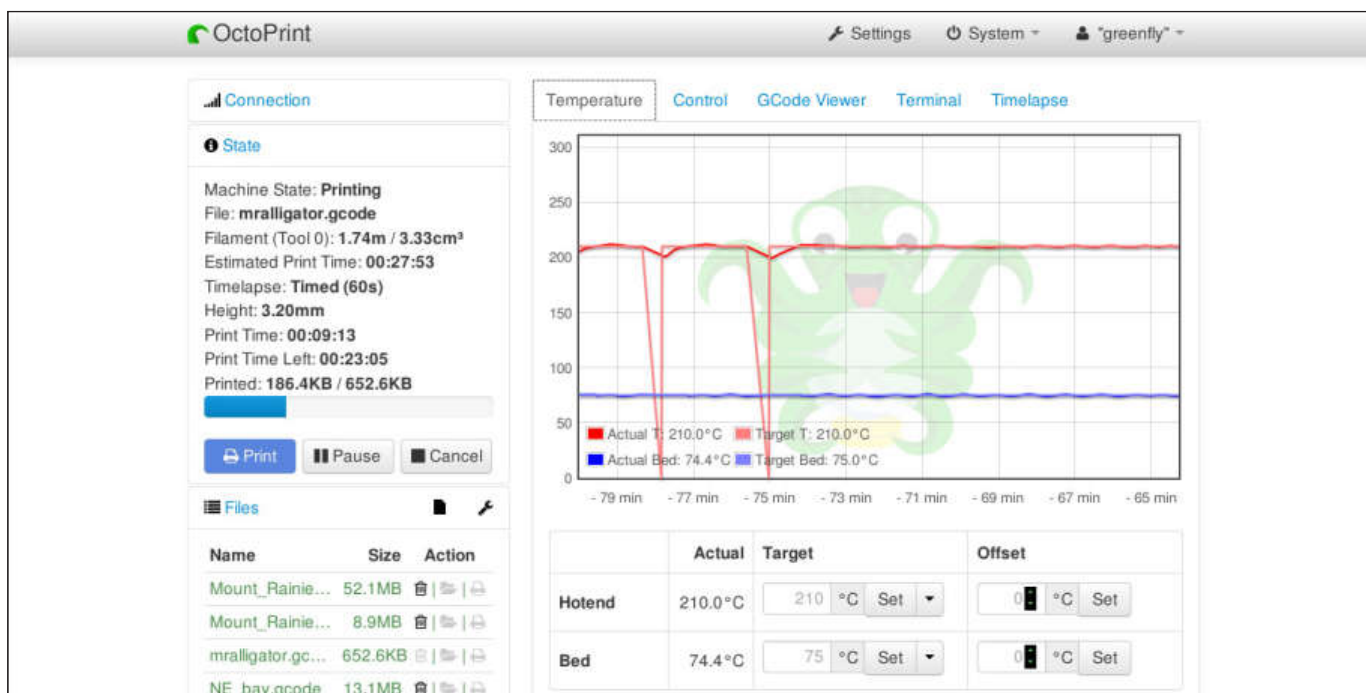 OctoPrint
Settings System "greenfly"
Connection
State
Machine State: Printing
File: mralligator.gcode
Filament (Tool 0): 1.74m / 3.33cm³
Estimated Print Time: 00:27:53
Timelapse: Timed (60s)
Height: 3.20mm
Print Time: 00:09:13
Print Time Left: 00:23:05
Printed: 186.4KB / 652.6KB
Print Pause Cancel
Files
Name Size Action
Mount_Rainie... 52.1MB | |
Mount_Rainie... 8.9MB | |
mralligator.gc... 652.6KB | |
NE_bay.gcode 13.1MB | |
Temperature Control GCode Viewer Terminal Timelapse
300
250
200
150
100
50
0
Actual T: 210.0°C Target T: 210.0°C
Actual Bed: 74.4°C Target Bed: 75.0°C
- 79 min - 77 min - 75 min - 73 min - 71 min - 69 min - 67 min - 65 min
Actual Target Offset
Hotend 210.0°C 210 °C Set 0 °C Set
Bed 74.4°C 75 °C Set 0 °C Set